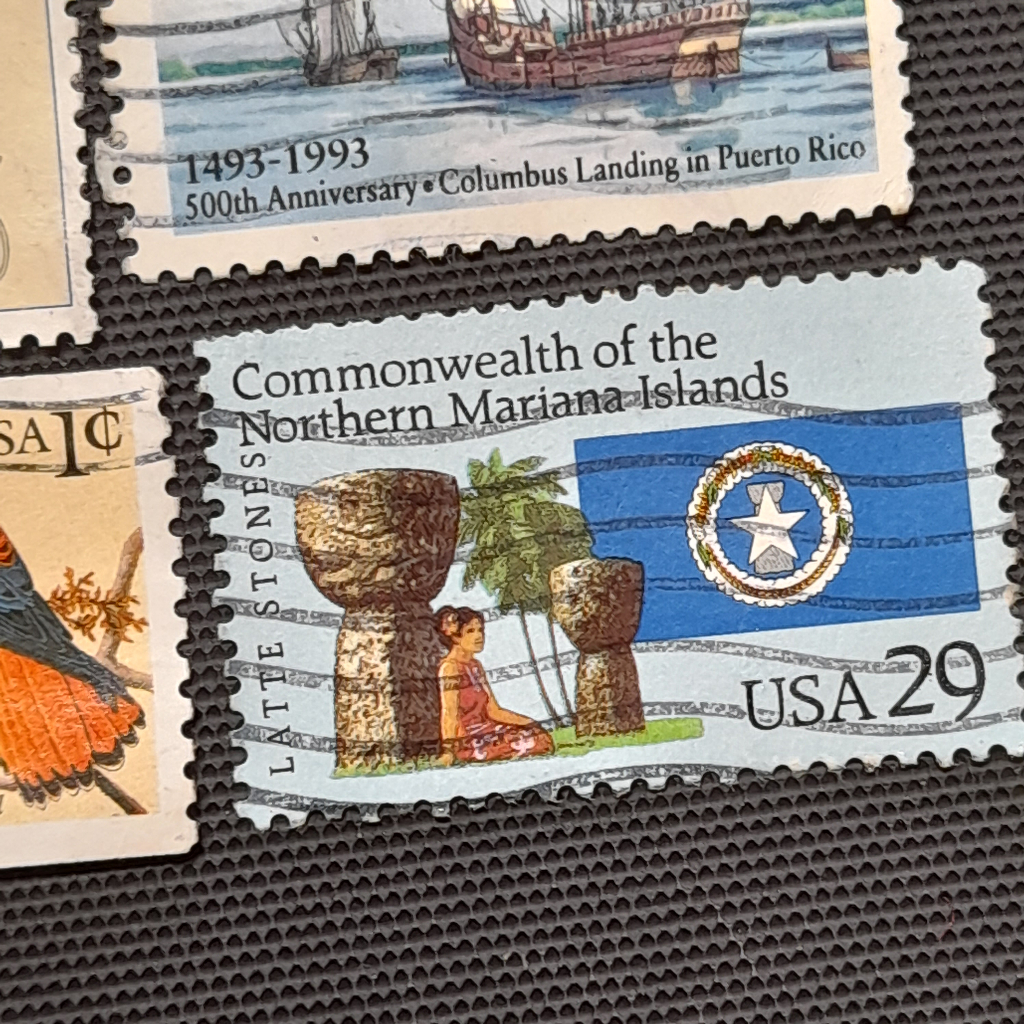 1493-1993
500th Anniversary • Columbus Landing in Puerto Rico
Commonwealth of the
Northern Mariana Islands
LATTE STONES
USA 29
SA 1¢